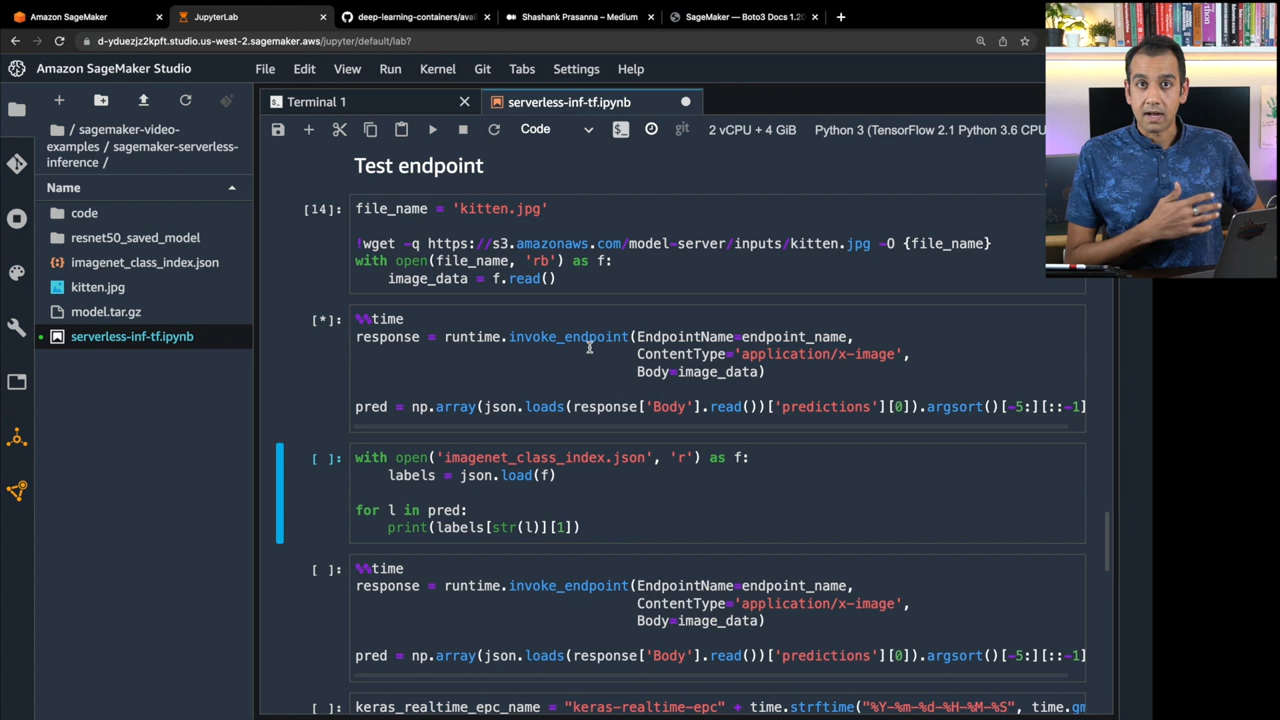 Amazon SageMaker
JupyterLab
deep-learning-containers/avai
Shashank Prasanna – Medium
SageMaker — Boto3 Docs 1.20
d-yduezjz2kpft.studio.us-west-2.sagemaker.aws/jupyter/default/lab?
Amazon SageMaker Studio
File Edit View Run Kernel Git Tabs Settings Help
Terminal 1
serverless-inf-tf.ipynb
Code
git
2 vCPU + 4 GiB
Python 3 (TensorFlow 2.1 Python 3.6 CPU
/ sagemaker-video-
examples / sagemaker-serverless-
inference /
Name
code
resnet50_saved_model
imagenet_class_index.json
kitten.jpg
model.tar.gz
serverless-inf-tf.ipynb
Test endpoint
[14]: file_name = 'kitten.jpg'
!wget -q https://s3.amazonaws.com/model-server/inputs/kitten.jpg -O {file_name}
with open(file_name, 'rb') as f:
image_data = f.read()
[*]: %%time
response = runtime.invoke_endpoint(EndpointName=endpoint_name,
ContentType='application/x-image',
Body=image_data)
pred = np.array(json.loads(response['Body'].read())['predictions'][0]).argsort()[-5:][::-1]
[ ]: with open('imagenet_class_index.json', 'r') as f:
labels = json.load(f)
for l in pred:
print(labels[str(l)][1])
[ ]: %%time
response = runtime.invoke_endpoint(EndpointName=endpoint_name,
ContentType='application/x-image',
Body=image_data)
pred = np.array(json.loads(response['Body'].read())['predictions'][0]).argsort()[-5:][::-1]
[ ]: keras_realtime_epc_name = "keras-realtime-epc" + time.strftime("%Y-%m-%d-%H-%M-%S", time.gm